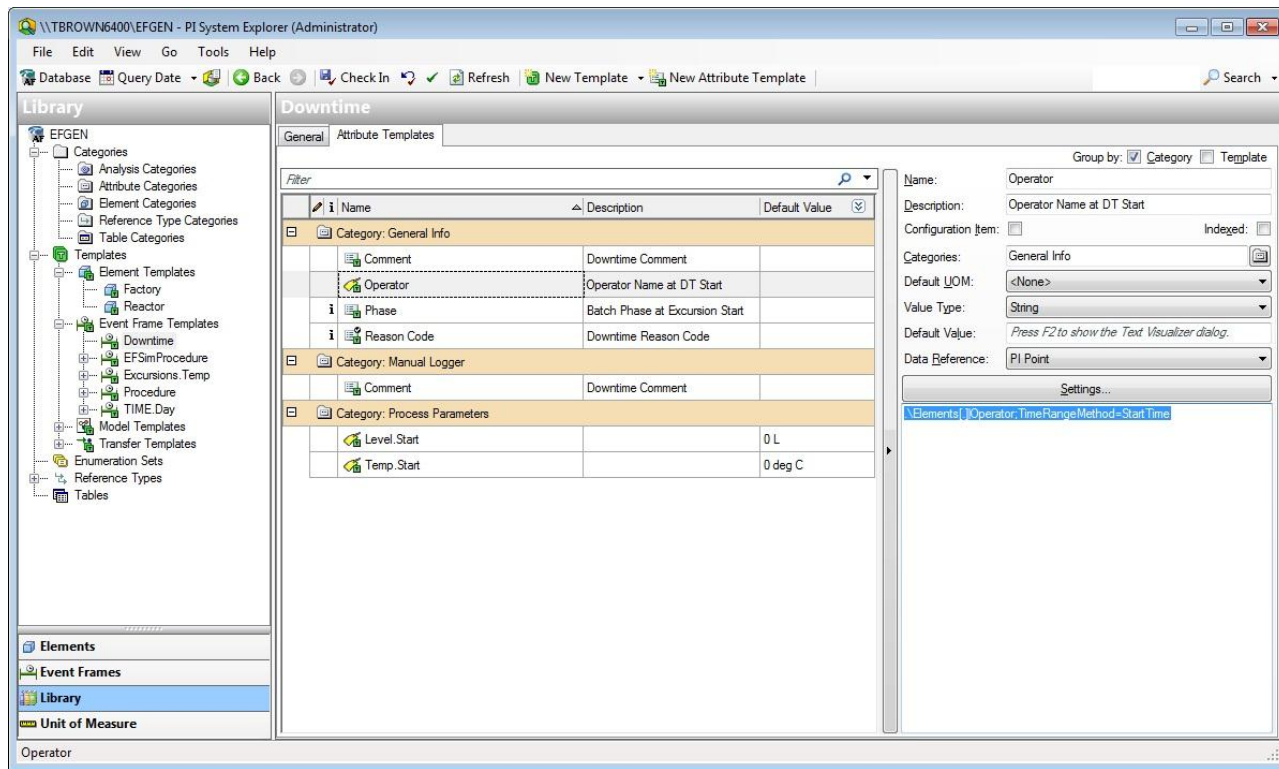 \\TBROWN6400\EFGEN - PI System Explorer (Administrator)
File Edit View Go Tools Help
Database Query Date Back Check In Refresh New Template New Attribute Template Search
Library
EFGEN
Categories
Analysis Categories
Attribute Categories
Element Categories
Reference Type Categories
Table Categories
Templates
Element Templates
Factory
Reactor
Event Frame Templates
Downtime
EFSimProcedure
Excursions.Temp
Procedure
TIME.Day
Model Templates
Transfer Templates
Enumeration Sets
Reference Types
Tables
Elements
Event Frames
Library
Unit of Measure
Downtime
General Attribute Templates
Group by: Category Template
Filter
i Name Description Default Value
Category: General Info
Comment Downtime Comment
Operator Operator Name at DT Start
i Phase Batch Phase at Excursion Start
i Reason Code Downtime Reason Code
Category: Manual Logger
Comment Downtime Comment
Category: Process Parameters
Level.Start 0 L
Temp.Start 0 deg C
Name: Operator
Description: Operator Name at DT Start
Configuration Item: Indexed:
Categories: General Info
Default UOM: <None>
Value Type: String
Default Value: Press F2 to show the Text Visualizer dialog.
Data Reference: PI Point
Settings...
.\Elements[.]|Operator;TimeRangeMethod=StartTime
Operator